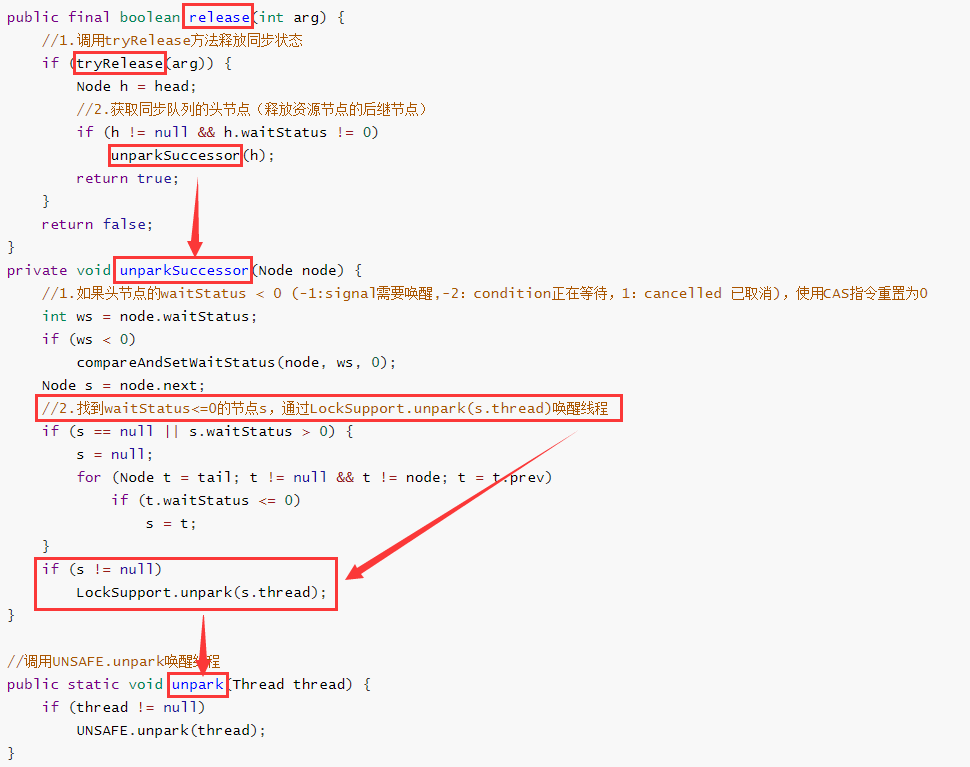 public final boolean release(int arg) {
    //1.调用tryRelease方法释放同步状态
    if (tryRelease(arg)) {
        Node h = head;
        //2.获取同步队列的头节点（释放资源节点的后继节点）
        if (h != null && h.waitStatus != 0)
            unparkSuccessor(h);
        return true;
    }
    return false;
}
private void unparkSuccessor(Node node) {
    //1.如果头节点的waitStatus < 0 (-1:signal需要唤醒,-2：condition正在等待，1：cancelled 已取消)，使用CAS指令重置为0
    int ws = node.waitStatus;
    if (ws < 0)
        compareAndSetWaitStatus(node, ws, 0);
    Node s = node.next;
    //2.找到waitStatus<=0的节点s，通过LockSupport.unpark(s.thread)唤醒线程
    if (s == null || s.waitStatus > 0) {
        s = null;
        for (Node t = tail; t != null && t != node; t = t.prev)
            if (t.waitStatus <= 0)
                s = t;
    }
    if (s != null)
        LockSupport.unpark(s.thread);
}
//调用UNSAFE.unpark唤醒线程
public static void unpark(Thread thread) {
    if (thread != null)
        UNSAFE.unpark(thread);
}